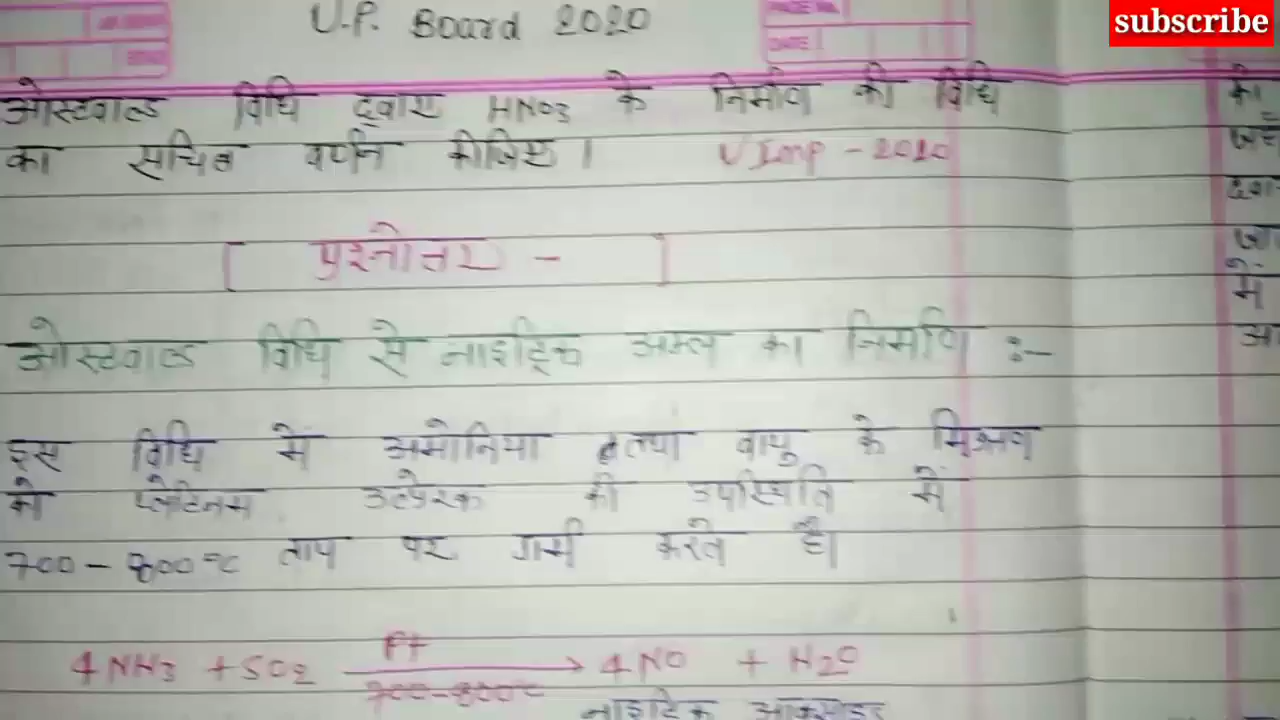 subscribe
U.P. Board 2020
ओस्टवाल्ड विधि द्वारा HNO3 के निर्माण की विधि
का सचित्र वर्णन कीजिए। V Imp - 2020
[ प्रश्नोत्तर - ]
ओस्टवाल्ड विधि से नाइट्रिक अम्ल का निर्माण :-
इस विधि में अमोनिया तथा वायु के मिश्रण
को प्लेटिनम उत्प्रेरक की उपस्थिति में
700-800°C ताप पर गर्म करते है।
4NH3 + 5O2 Pt 700-800°C → 4NO + H2O
नाइट्रिक ऑक्साइड